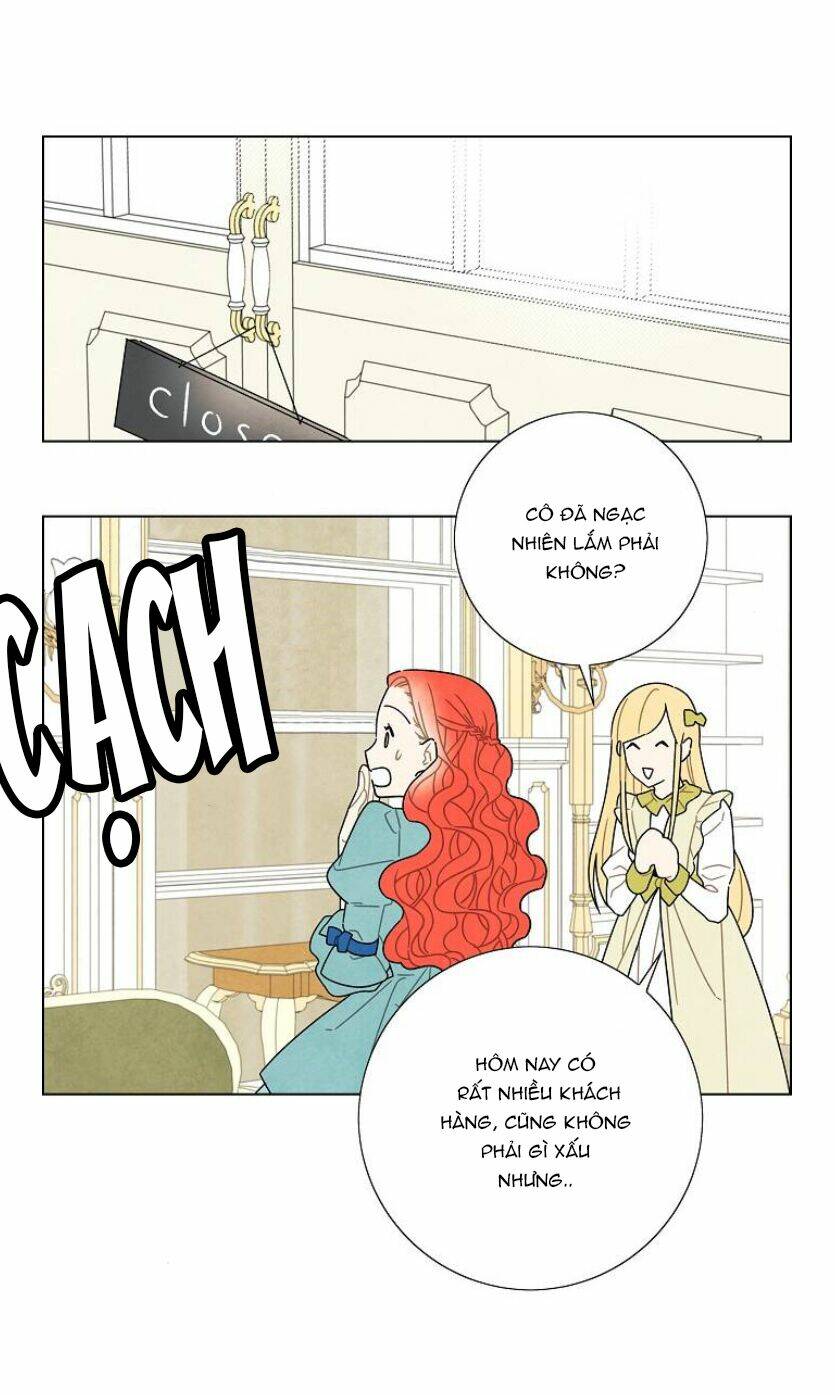 close
CÔ ĐÃ NGẠC
NHIÊN LẮM PHẢI
KHÔNG?
CẠCH
HÔM NAY CÓ
RẤT NHIỀU KHÁCH
HÀNG, CŨNG KHÔNG
PHẢI GÌ XẤU
NHƯNG..